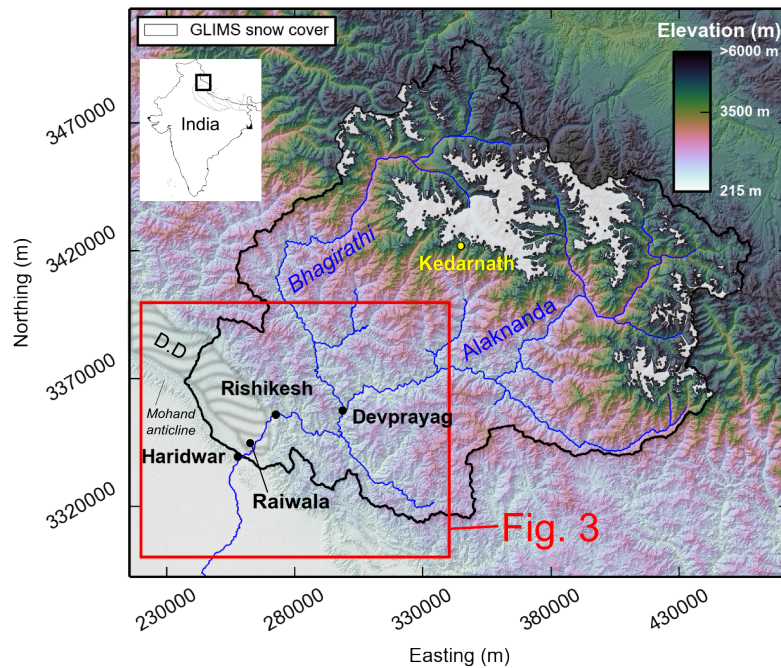 GLIMS snow cover
Elevation (m)
>6000 m
3500 m
215 m
India
Northing (m)
3470000
3420000
3370000
3320000
Bhagirathi
Kedarnath
Alaknanda
D.D
Rishikesh
Mohand
anticline
Devprayag
Haridwar
Raiwala
Fig. 3
230000
280000
330000
380000
430000
Easting (m)